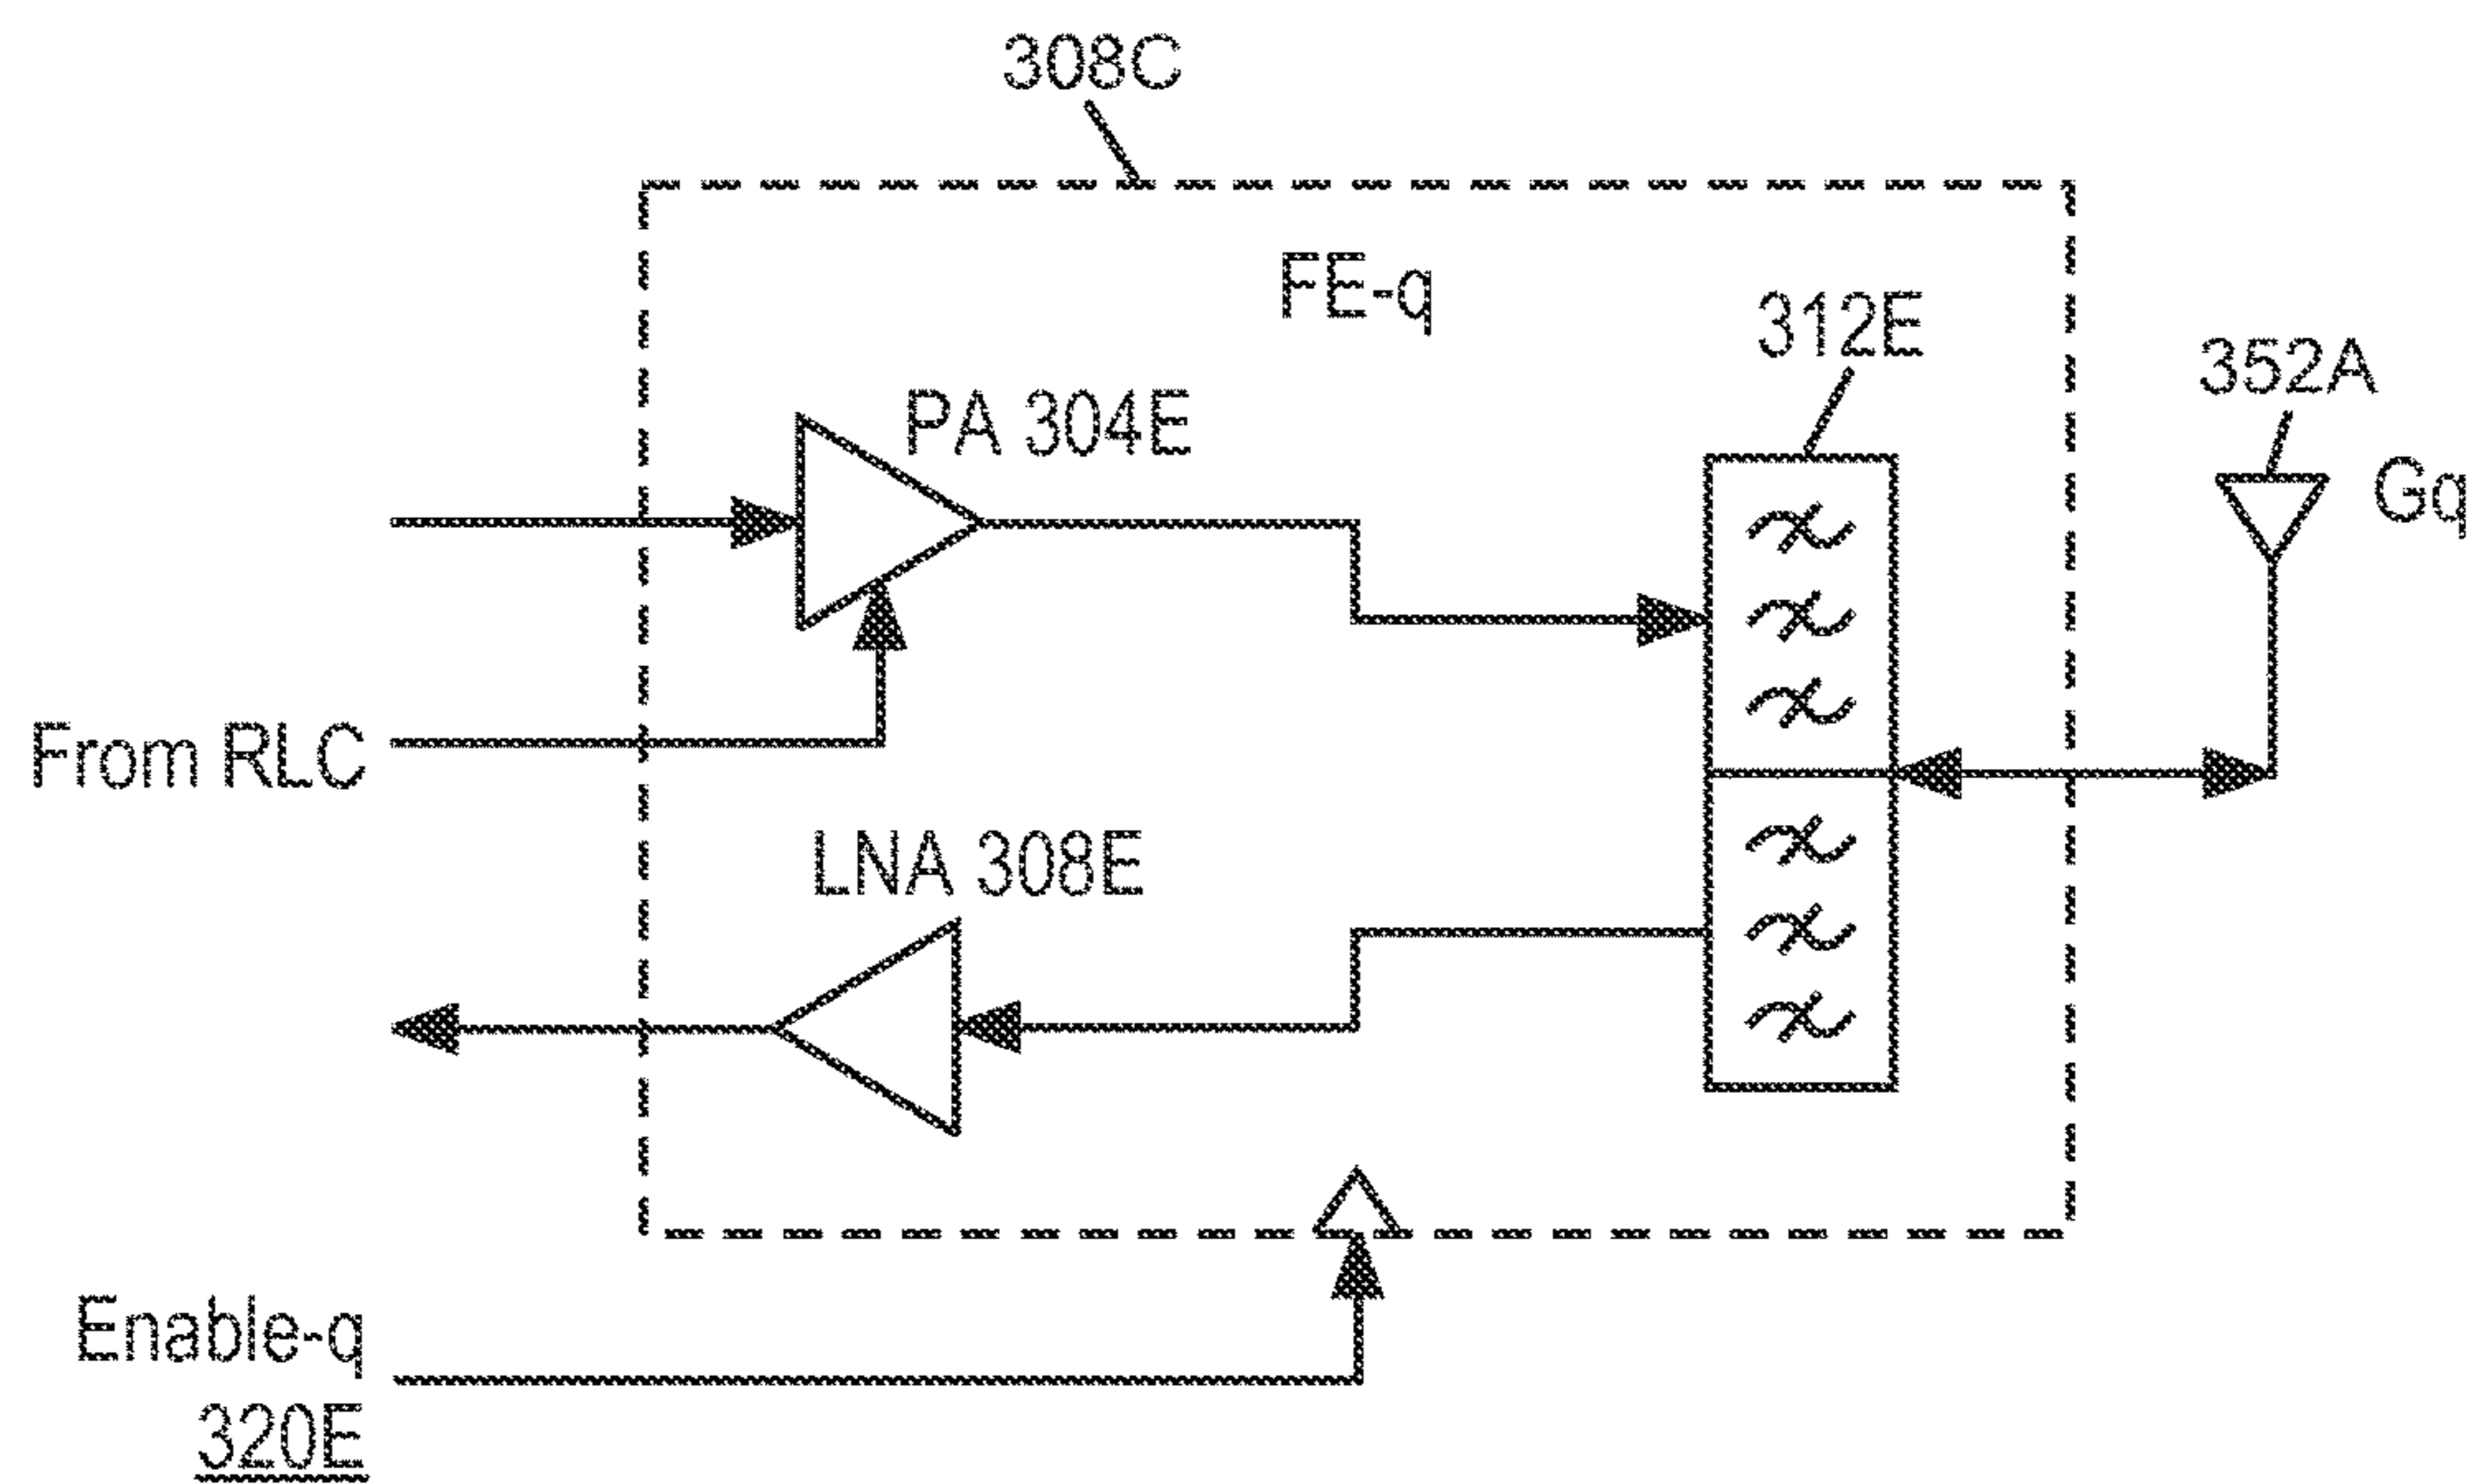 308C
FE-q
312E
352A
PA 304E
Gq
From RLC
LNA 308E
Enable-q
320E